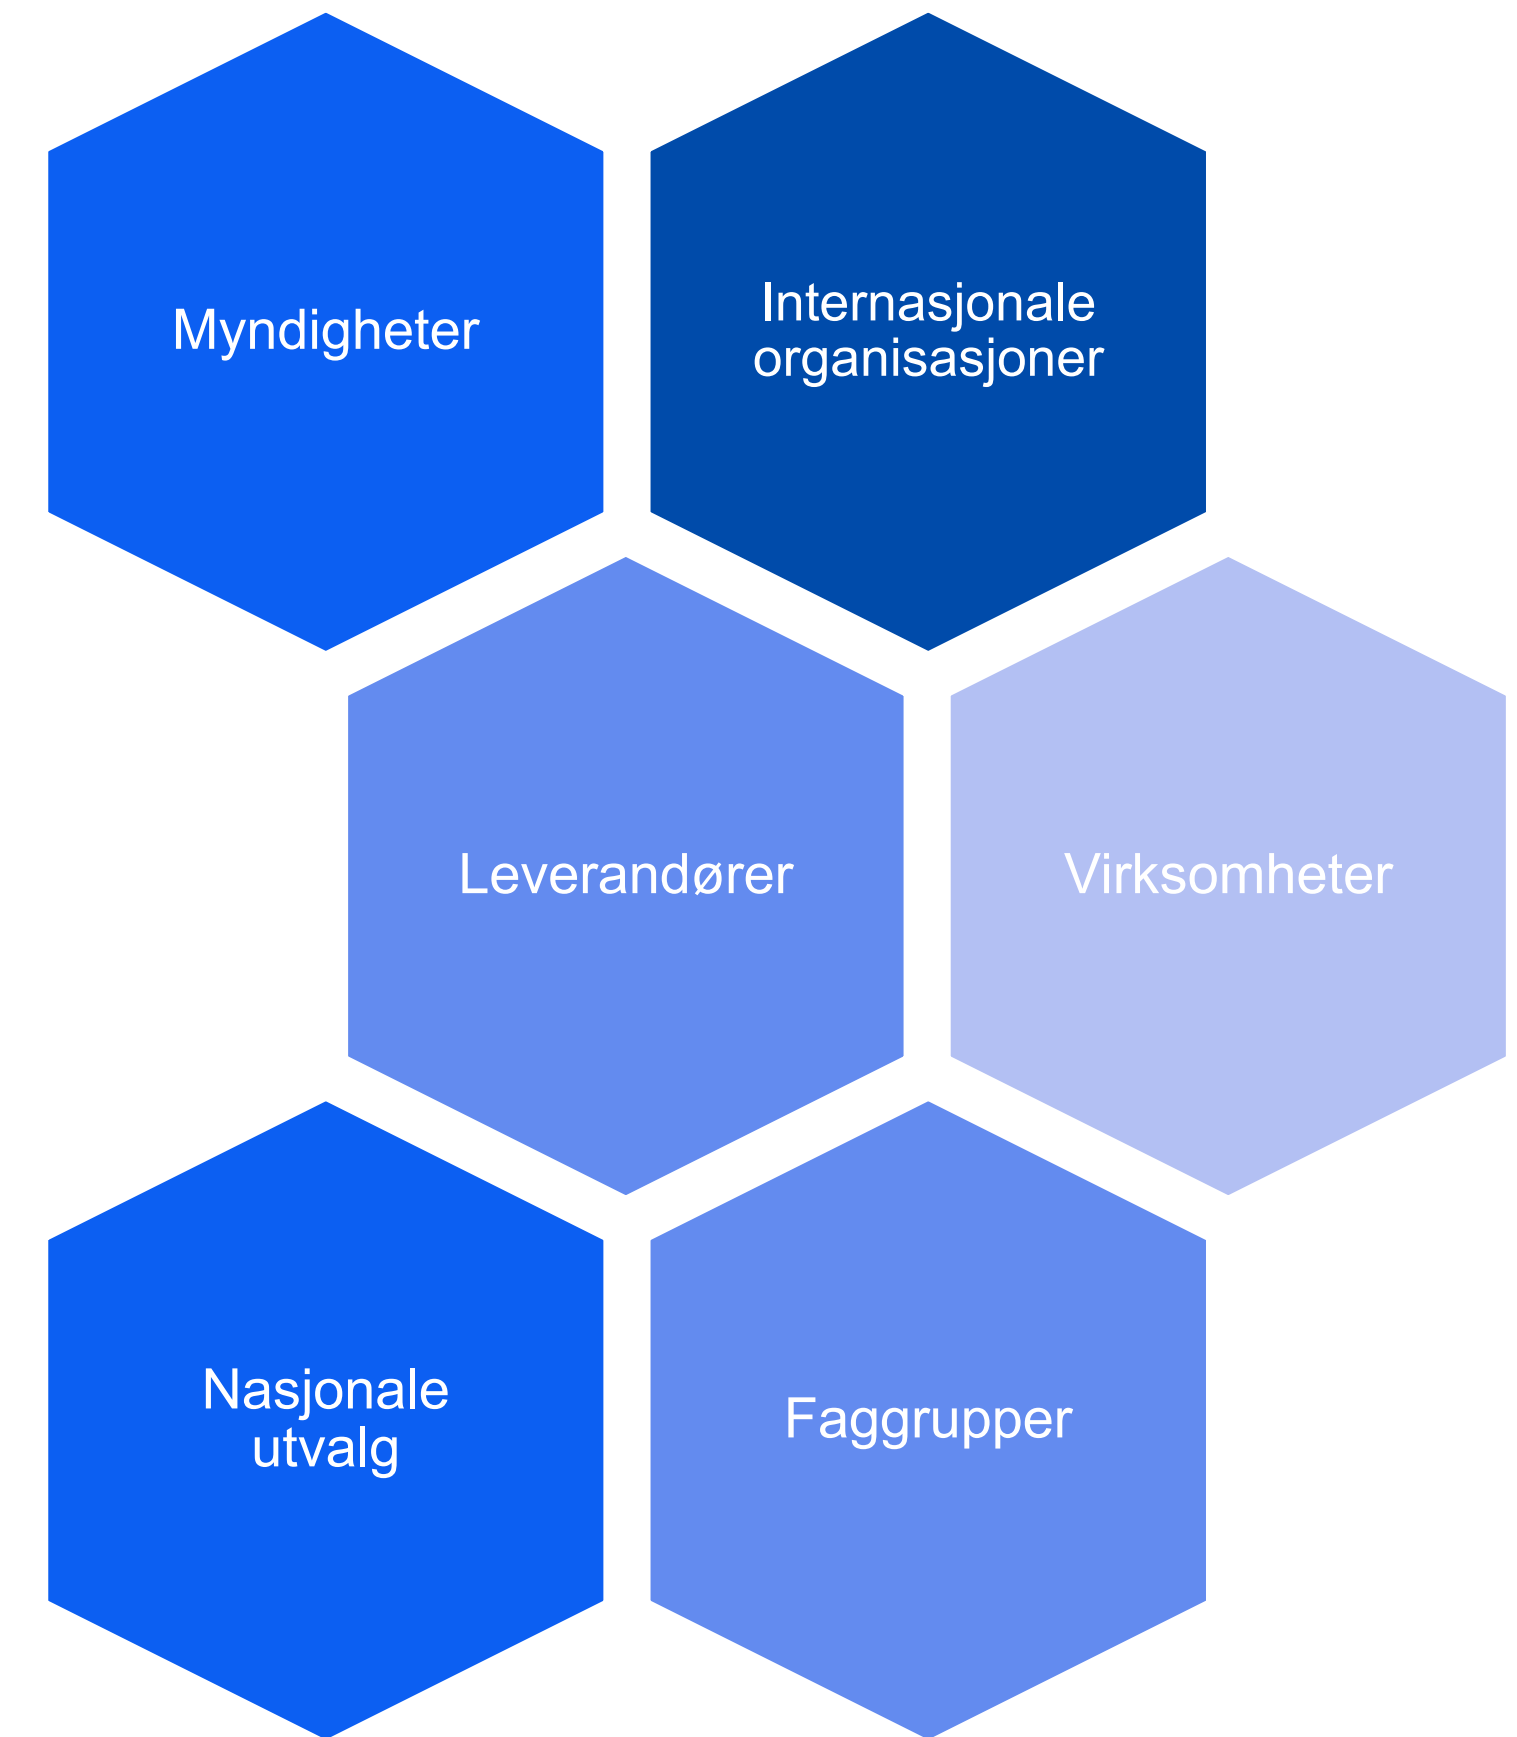 Myndigheter
Internasjonale
organisasjoner
Leverandører
Virksomheter
Nasjonale
utvalg
Faggrupper